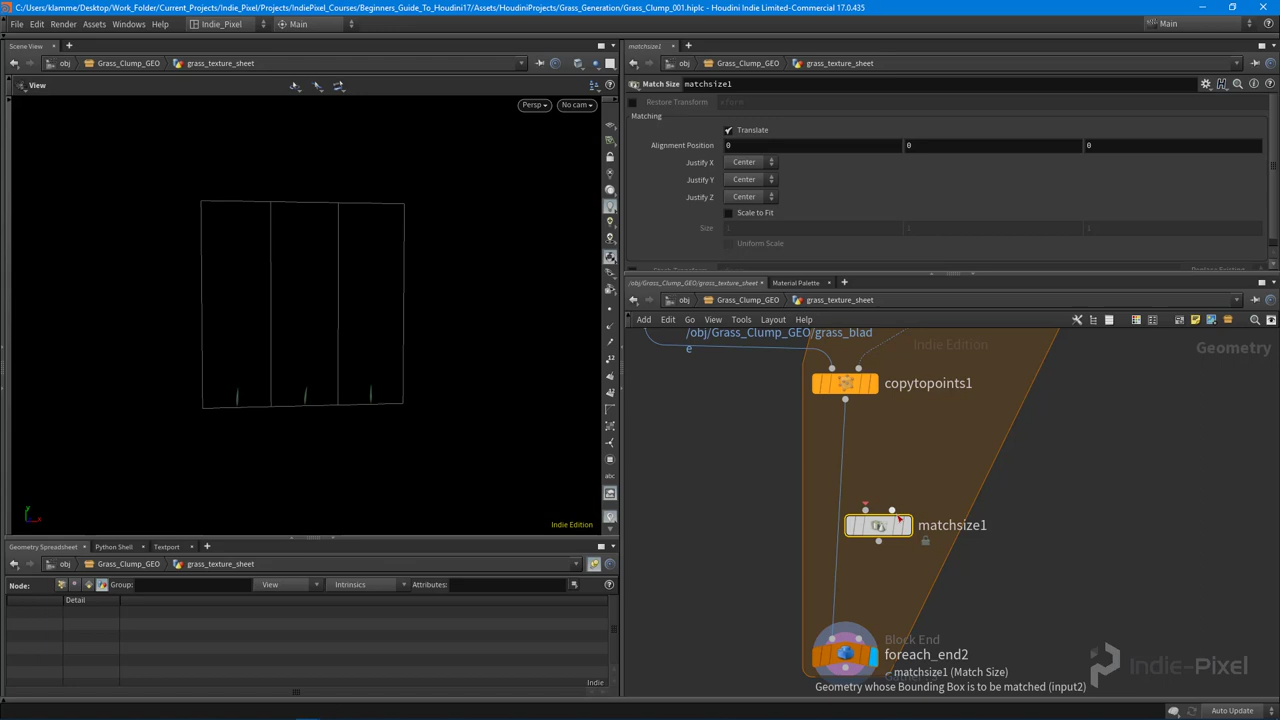 C:/Users/klamme/Desktop/Work_Folder/Current_Projects/Indie_Pixel/Projects/IndiePixel_Courses/Beginners_Guide_To_Houdini17/Assets/HoudiniProjects/Grass_Generation/Grass_Clump_001.hiplc - Houdini Indie Limited-Commercial 17.0.435
File Edit Render Assets Windows Help Indie_Pixel Main Main
Scene View
obj Grass_Clump_GEO grass_texture_sheet
View
Persp No cam
Indie Edition
abc
matchsize1
obj Grass_Clump_GEO grass_texture_sheet
Match Size matchsize1
Restore Transform xform
Matching
Translate
Alignment Position 0 0 0
Justify X Center
Justify Y Center
Justify Z Center
Scale to Fit
Size 1 1 1
Uniform Scale
/obj/Grass_Clump_GEO/grass_texture_sheet Material Palette
obj Grass_Clump_GEO grass_texture_sheet
Add Edit Go View Tools Layout Help
/obj/Grass_Clump_GEO/grass_blad
e
Indie Edition
Geometry
copytopoints1
matchsize1
Block End
foreach_end2
matchsize1 (Match Size)
Geometry whose Bounding Box is to be matched (input2)
Indie-Pixel
Geometry Spreadsheet Python Shell Textport
obj Grass_Clump_GEO grass_texture_sheet
Node: Group: View Intrinsics Attributes:
Detail
Indie
Auto Update